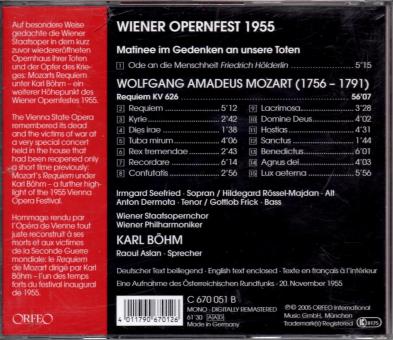 Auf besondere Weise
gedachte die Wiener
Staatsoper in dem kurz
zuvor wiedereröffneten
Opernhaus ihrer Toten
und der Opfer des Krie-
ges: Mozarts Requiem
unter Karl Böhm - ein
weiterer Höhepunkt des
Wiener Opernfestes 1955.
The Vienna State Opera
remembered its dead
and the victims of war at
a very special concert
held in the house that
had been reopened only
a short time previously:
Mozart's Requiem under
Karl Böhm – a further high-
light of the 1955 Vienna
Opera Festival.
Hommage rendu par
l'Opéra de Vienne tout
juste reconstruit à ses
morts et aux victimes de
la Seconde Guerre
mondiale: le Requiem
de Mozart dirigé par Karl
Böhm – l'un des temps
forts du festival inaugural
de 1955.
ORFEO
WIENER OPERNFEST 1955
Matinee im Gedenken an unsere Toten
1 Ode an die Menschheit Friedrich Hölderlin 5'15
WOLFGANG AMADEUS MOZART (1756 – 1791)
Requiem KV 626 56'07
2 Requiem 5'12
3 Kyrie 2'42
4 Dies irae 1'38
5 Tuba mirum 4'06
6 Rex tremendae 2'43
7 Recordare 6'14
8 Confutatis 2'56
9 Lacrimosa 3'28
10 Domine Deus 4'02
11 Hostias 4'31
12 Sanctus 1'44
13 Benedictus 6'01
14 Agnus dei 4'03
15 Lux aeterna 5'56
Irmgard Seefried - Sopran / Hildegard Rössel-Majdan - Alt
Anton Dermota - Tenor / Gottlob Frick - Bass
Wiener Staatsopernchor
Wiener Philharmoniker
KARL BÖHM
Raoul Aslan - Sprecher
Deutscher Text beiliegend - English text enclosed - Texte en français à l'intérieur
Eine Aufnahme des Österreichischen Rundfunks - 20. November 1955
4 011790 670126
C 670 051 B
MONO - DIGITALLY REMASTERED
61'30 AAD
Made in Germany
℗ © 2005 ORFEO International
Music GmbH, München
Trademark(s) Registered